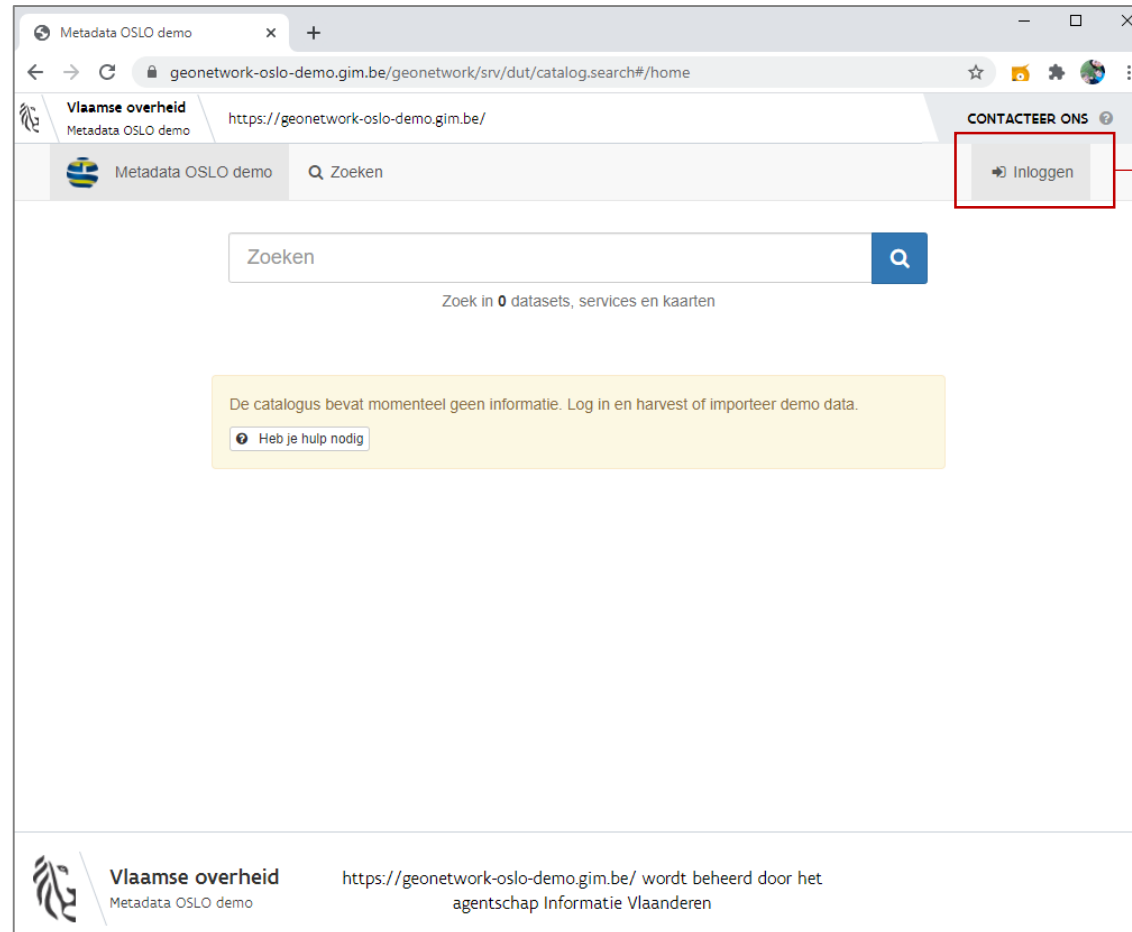 Metadata OSLO demo
geonetwork-oslo-demo.gim.be/geonetwork/srv/dut/catalog.search#/home
Vlaamse overheid
Metadata OSLO demo
https://geonetwork-oslo-demo.gim.be/
CONTACTEER ONS
Metadata OSLO demo
Zoeken
Inloggen
Zoeken
Zoek in 0 datasets, services en kaarten
De catalogus bevat momenteel geen informatie. Log in en harvest of importeer demo data.
Heb je hulp nodig
Vlaamse overheid
Metadata OSLO demo
https://geonetwork-oslo-demo.gim.be/ wordt beheerd door het
agentschap Informatie Vlaanderen